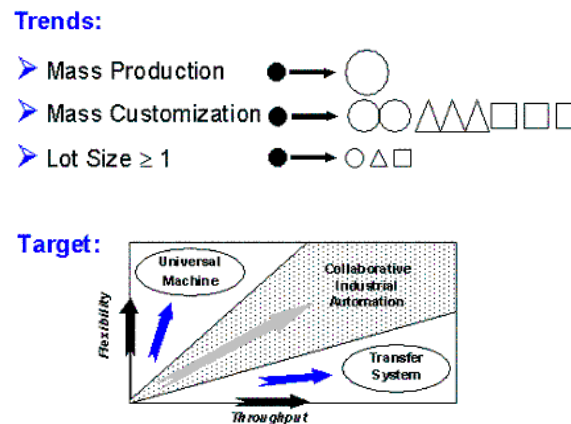 Trends:
Mass Production
Mass Customization
Lot Size ≥ 1
Target:
Universal
Machine
Collaborative
Industrial
Automation
Flexibility
Transfer
System
Throughput